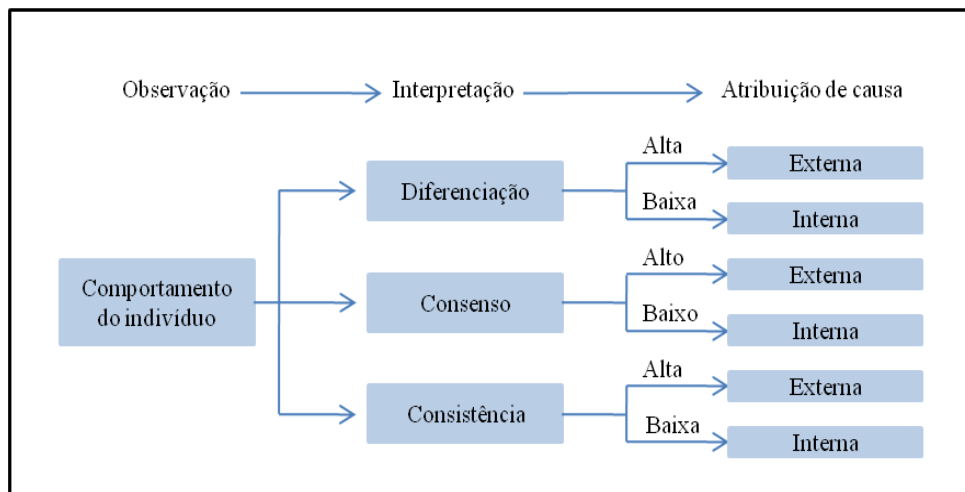 Observação
Interpretação
Atribuição de causa
Comportamento
do indivíduo
Diferenciação
Alta
Externa
Baixa
Interna
Consenso
Alto
Externa
Baixo
Interna
Consistência
Alta
Externa
Baixa
Interna